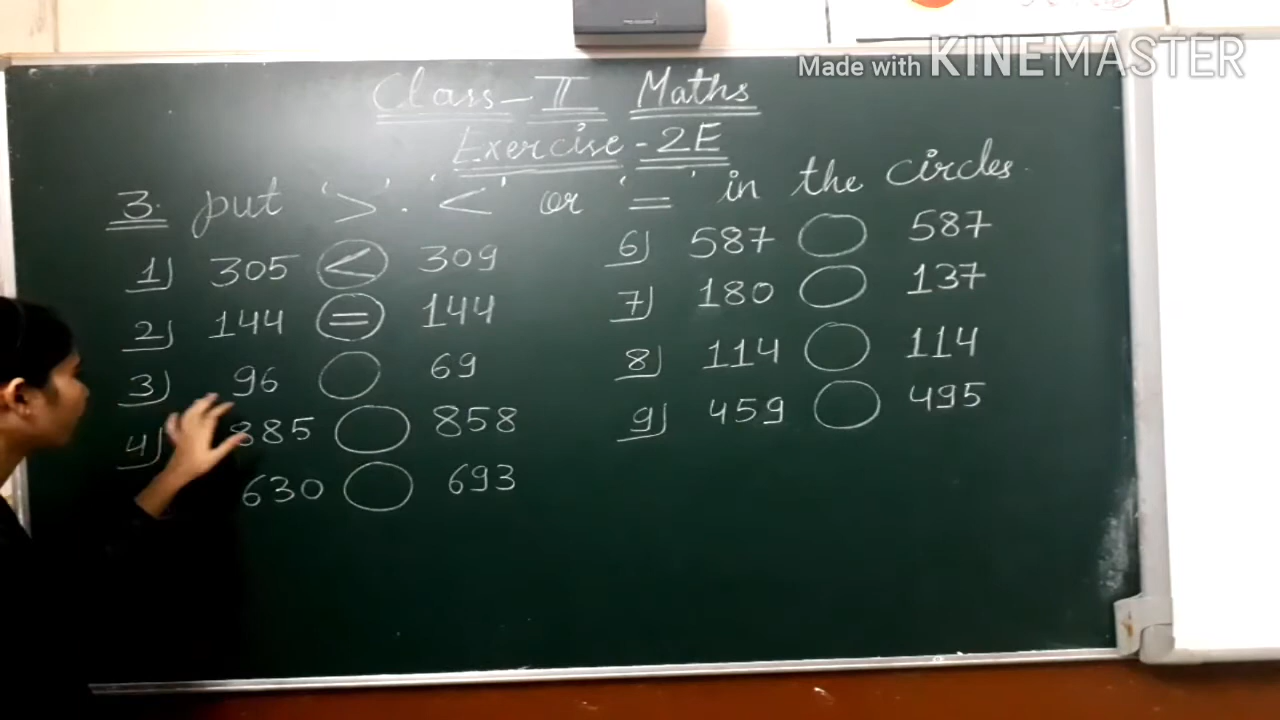 Made with KINEMASTER
Class - II Maths
Exercise - 2E
3. put '>' . '<' or '=' in the circles.
1) 305 < 309
2) 144 = 144
3) 96 69
4) 885 858
630 693
6) 587 587
7) 180 137
8) 114 114
9) 459 495